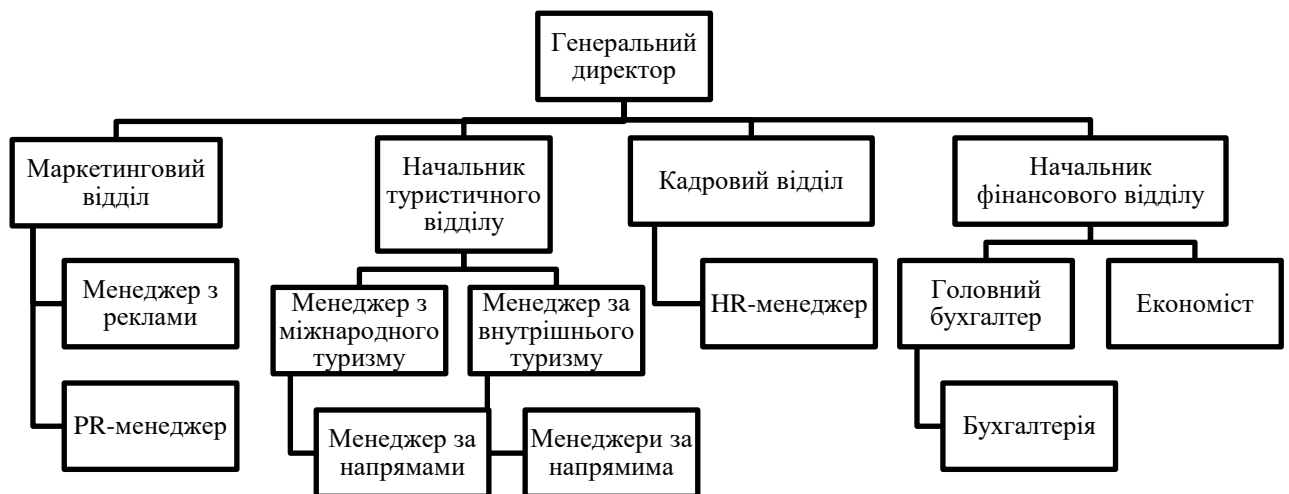 Генеральний
директор
Маркетинговий
відділ
Начальник
туристичного
відділу
Кадровий відділ
Начальник
фінансового відділу
Менеджер з
реклами
PR-менеджер
Менеджер з
міжнародного
туризму
Менеджер за
внутрішнього
туризму
Менеджер за
напрямами
Менеджери за
напрямима
HR-менеджер
Головний
бухгалтер
Економіст
Бухгалтерія